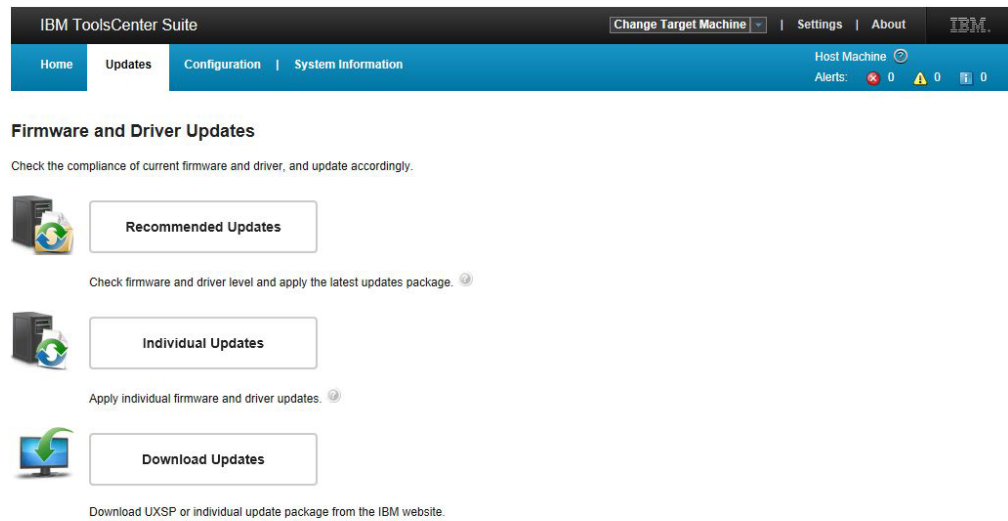 IBM ToolsCenter Suite
Change Target Machine | Settings | About
IBM.
Home Updates Configuration | System Information
Host Machine ?
Alerts: 0 0 0
Firmware and Driver Updates
Check the compliance of current firmware and driver, and update accordingly.
Recommended Updates
Check firmware and driver level and apply the latest updates package. ?
Individual Updates
Apply individual firmware and driver updates. ?
Download Updates
Download UXSP or individual update package from the IBM website.